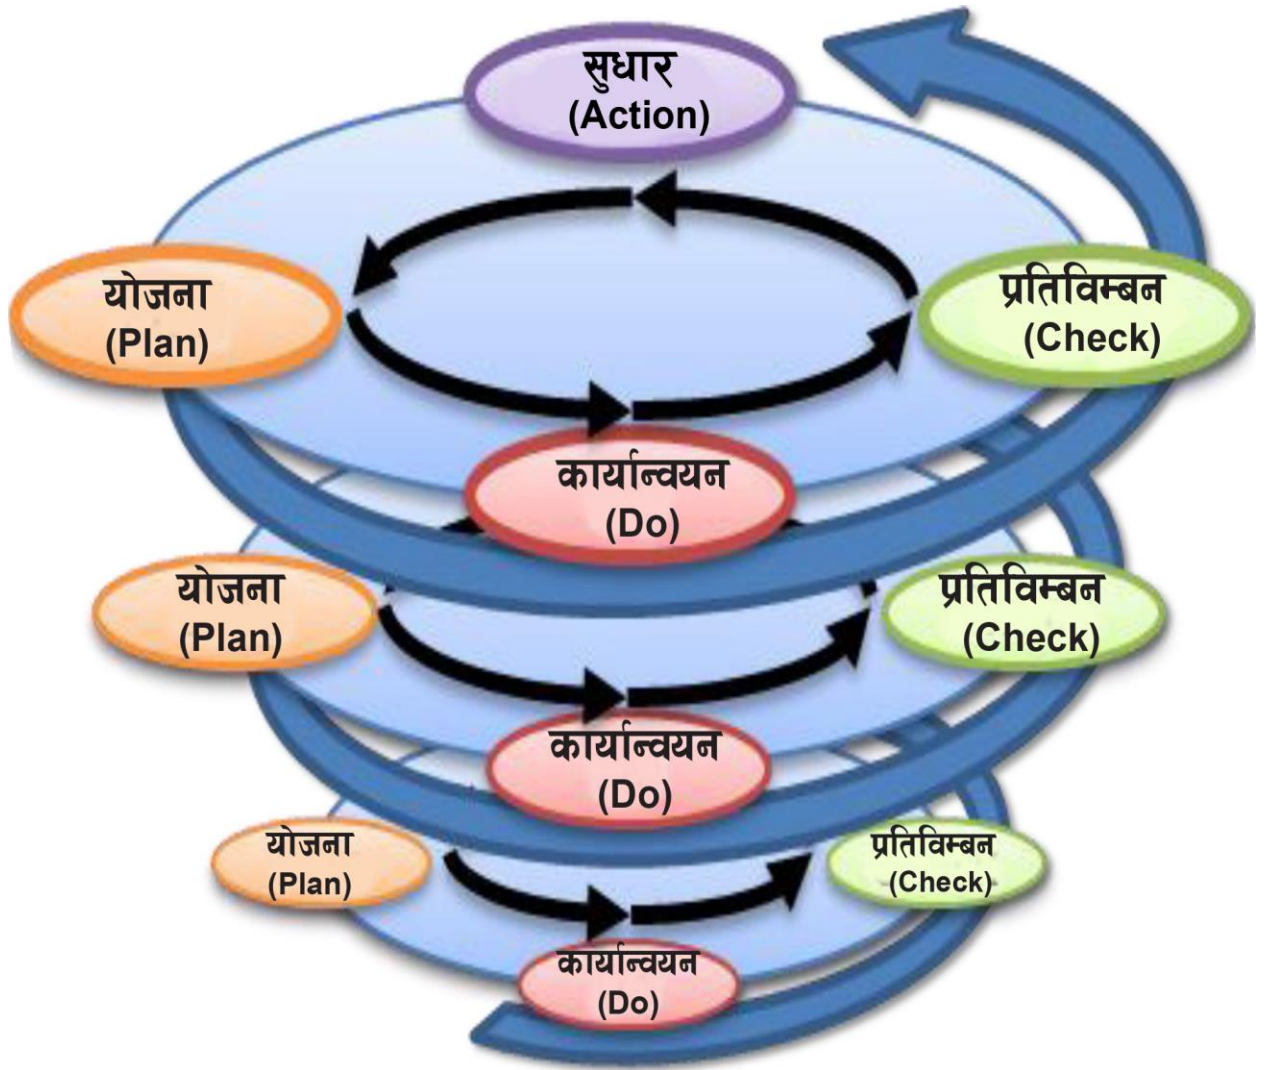 सुधार
(Action)
योजना
(Plan)
प्रतिविम्बन
(Check)
कार्यान्वयन
(Do)
योजना
(Plan)
प्रतिविम्बन
(Check)
कार्यान्वयन
(Do)
योजना
(Plan)
प्रतिविम्बन
(Check)
कार्यान्वयन
(Do)